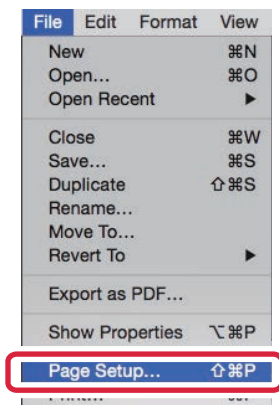 File Edit Format View
New ⌘N
Open... ⌘O
Open Recent ▶
Close ⌘W
Save... ⌘S
Duplicate ⇧⌘S
Rename...
Move To...
Revert To ▶
Export as PDF...
Show Properties ⌥⌘P
Page Setup... ⇧⌘P